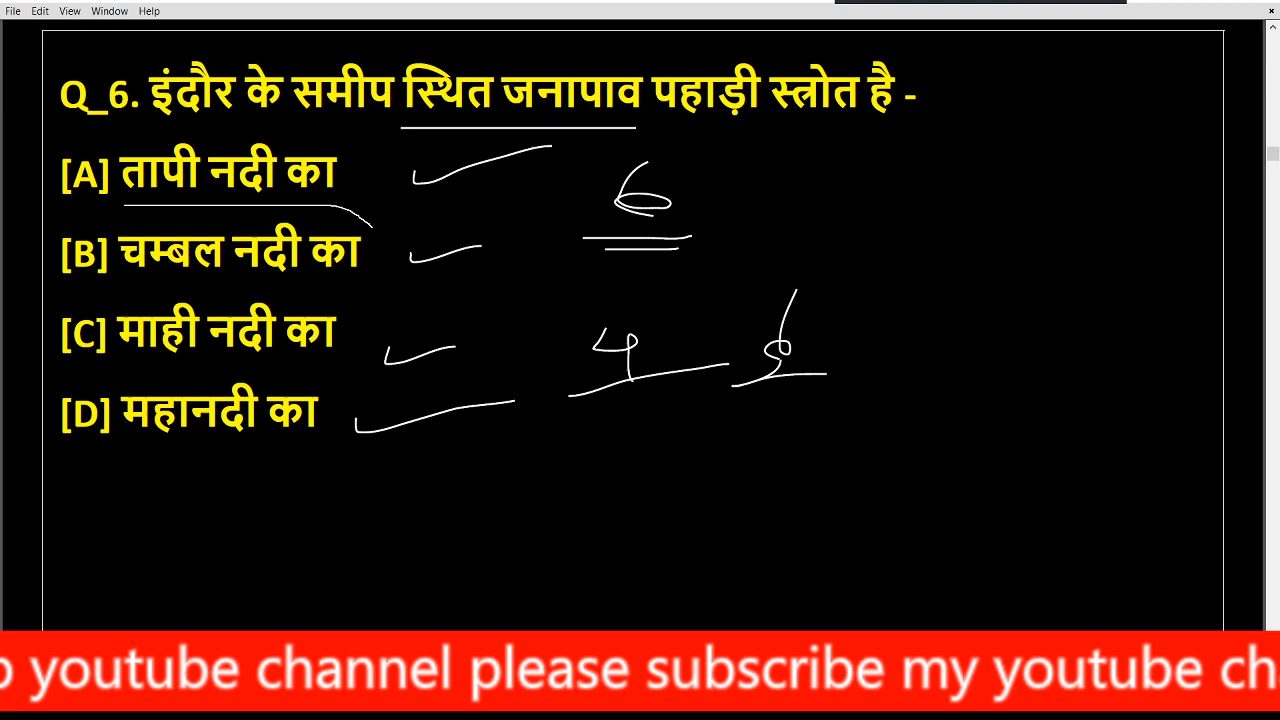 File Edit View Window Help
Q_6. इंदौर के समीप स्थित जनापाव पहाड़ी स्त्रोत है -
[A] तापी नदी का
6
[B] चम्बल नदी का
[C] माही नदी का
[D] महानदी का
youtube channel please subscribe my youtube